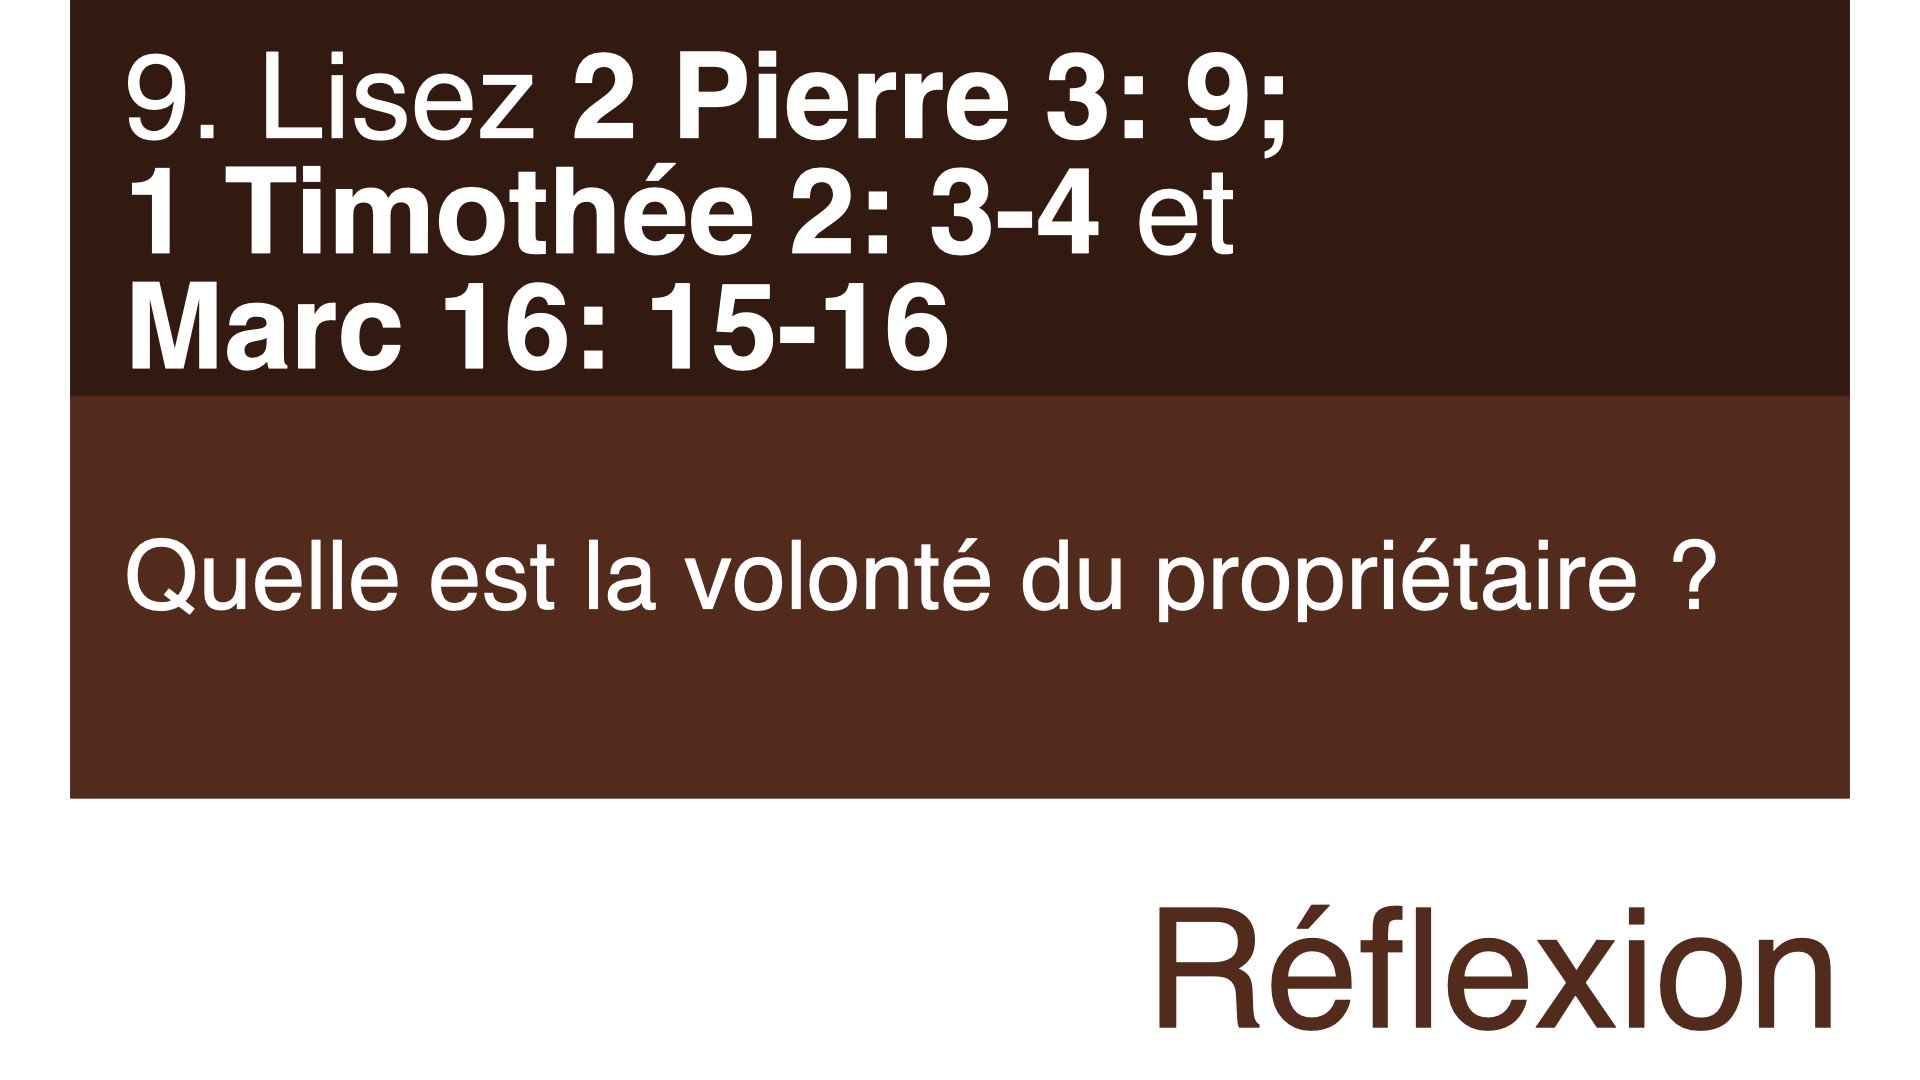 9. Lisez 2 Pierre 3: 9;
1 Timothée 2: 3-4 et
Marc 16: 15-16
Quelle est la volonté du propriétaire ?
Réflexion